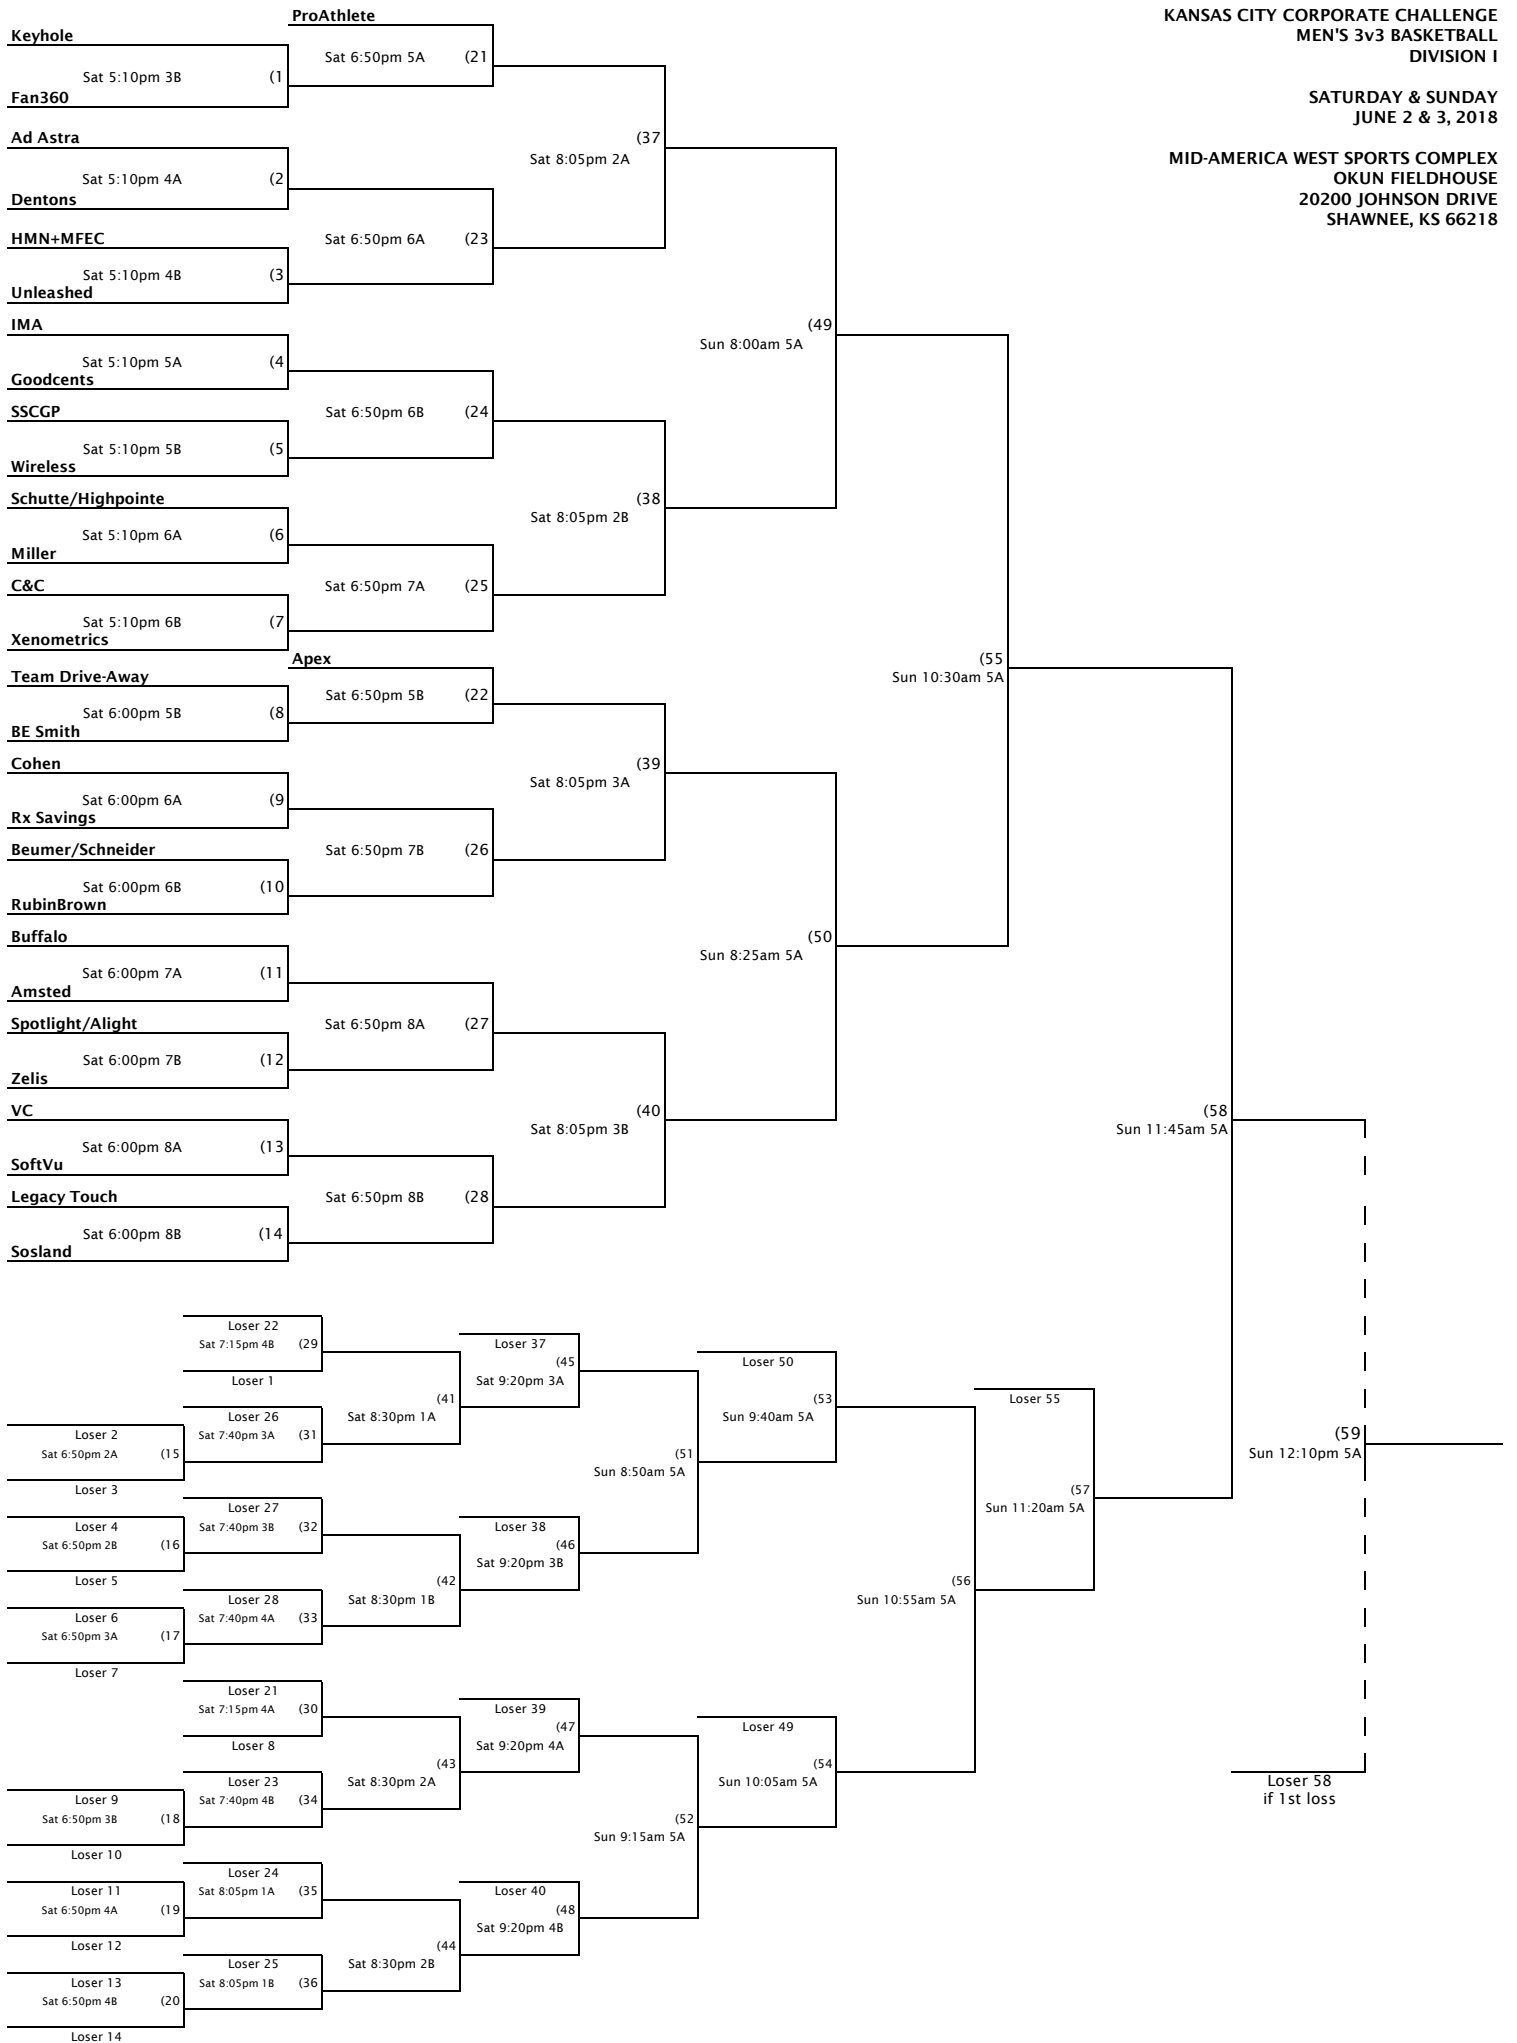 KANSAS CITY CORPORATE CHALLENGE
MEN'S 3v3 BASKETBALL
DIVISION I
SATURDAY & SUNDAY
JUNE 2 & 3, 2018
MID-AMERICA WEST SPORTS COMPLEX
OKUN FIELDHOUSE
20200 JOHNSON DRIVE
SHAWNEE, KS 66218
ProAthlete
Keyhole
Sat 6:50pm 5A (21
Sat 5:10pm 3B (1
Fan360
Ad Astra
(37
Sat 8:05pm 2A
Sat 5:10pm 4A (2
Dentons
HMN+MFEC
Sat 6:50pm 6A (23
Sat 5:10pm 4B (3
Unleashed
IMA
(49
Sun 8:00am 5A
Sat 5:10pm 5A (4
Goodcents
SSCGP
Sat 6:50pm 6B (24
Sat 5:10pm 5B (5
Wireless
Schutte/Highpointe
(38
Sat 8:05pm 2B
Sat 5:10pm 6A (6
Miller
C&C
Sat 6:50pm 7A (25
Sat 5:10pm 6B (7
Xenometrics
Apex
(55
Sun 10:30am 5A
Team Drive-Away
Sat 6:50pm 5B (22
Sat 6:00pm 5B (8
BE Smith
Cohen
(39
Sat 8:05pm 3A
Sat 6:00pm 6A (9
Rx Savings
Beumer/Schneider
Sat 6:50pm 7B (26
Sat 6:00pm 6B (10
RubinBrown
Buffalo
(50
Sun 8:25am 5A
Sat 6:00pm 7A (11
Amsted
Spotlight/Alight
Sat 6:50pm 8A (27
Sat 6:00pm 7B (12
Zelis
VC
(40
Sat 8:05pm 3B
(58
Sun 11:45am 5A
Sat 6:00pm 8A (13
SoftVu
Legacy Touch
Sat 6:50pm 8B (28
Sat 6:00pm 8B (14
Sosland
Loser 22
Sat 7:15pm 4B (29
Loser 1
Loser 37
(45
Sat 9:20pm 3A
Loser 50
(41
Sat 8:30pm 1A
(53
Sun 9:40am 5A
Loser 55
Loser 26
Sat 7:40pm 3A (31
Loser 2
Sat 6:50pm 2A (15
Loser 3
(51
Sun 8:50am 5A
(59
Sun 12:10pm 5A
(57
Sun 11:20am 5A
Loser 27
Sat 7:40pm 3B (32
Loser 4
Sat 6:50pm 2B (16
Loser 5
Loser 38
(46
Sat 9:20pm 3B
(42
Sat 8:30pm 1B
(56
Sun 10:55am 5A
Loser 28
Sat 7:40pm 4A (33
Loser 6
Sat 6:50pm 3A (17
Loser 7
Loser 21
Sat 7:15pm 4A (30
Loser 8
Loser 39
(47
Sat 9:20pm 4A
Loser 49
(43
Sat 8:30pm 2A
(54
Sun 10:05am 5A
Loser 23
Sat 7:40pm 4B (34
Loser 9
Sat 6:50pm 3B (18
Loser 10
(52
Sun 9:15am 5A
Loser 58
if 1st loss
Loser 24
Sat 8:05pm 1A (35
Loser 11
Sat 6:50pm 4A (19
Loser 12
Loser 40
(48
Sat 9:20pm 4B
(44
Sat 8:30pm 2B
Loser 25
Sat 8:05pm 1B (36
Loser 13
Sat 6:50pm 4B (20
Loser 14